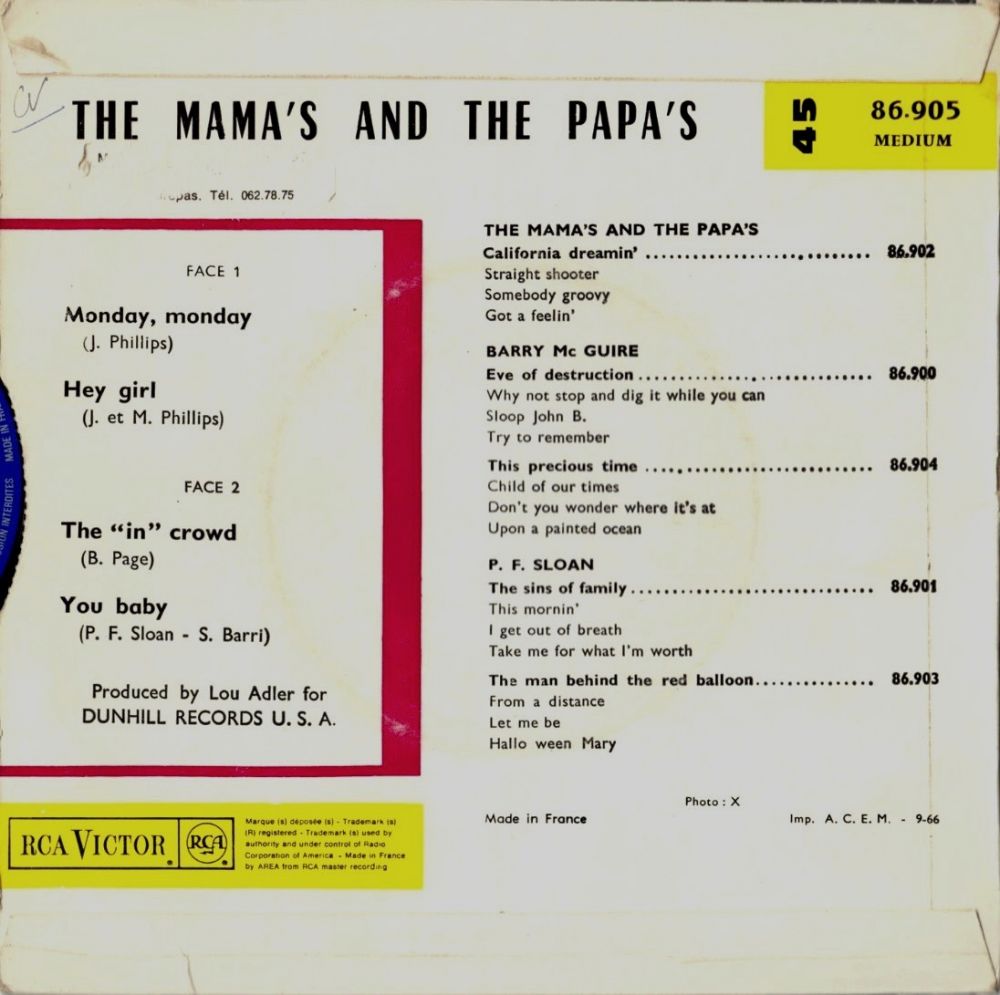 THE MAMA'S AND THE PAPA'S
45
86.905
MEDIUM
Tél. 062.78.75
FACE 1
Monday, monday
(J. Phillips)
Hey girl
(J. et M. Phillips)
FACE 2
The "in" crowd
(B. Page)
You baby
(P. F. Sloan - S. Barri)
Produced by Lou Adler for
DUNHILL RECORDS U. S. A.
MADE IN
INTERDITES
THE MAMA'S AND THE PAPA'S
California dreamin' ................................ 86.902
Straight shooter
Somebody groovy
Got a feelin'
BARRY Mc GUIRE
Eve of destruction ................................ 86.900
Why not stop and dig it while you can
Sloop John B.
Try to remember
This precious time ................................ 86.904
Child of our times
Don't you wonder where it's at
Upon a painted ocean
P. F. SLOAN
The sins of family ................................ 86.901
This mornin'
I get out of breath
Take me for what I'm worth
The man behind the red balloon ............... 86.903
From a distance
Let me be
Hallo ween Mary
Photo : X
Made in France
Imp. A. C. E. M. - 9-66
RCA VICTOR
RCA
Marque (s) déposée (s) - Trademark (s)
(R) registered - Trademark (s) used by
authority and under control of Radio
Corporation of America - Made in France
by AREA from RCA master recording